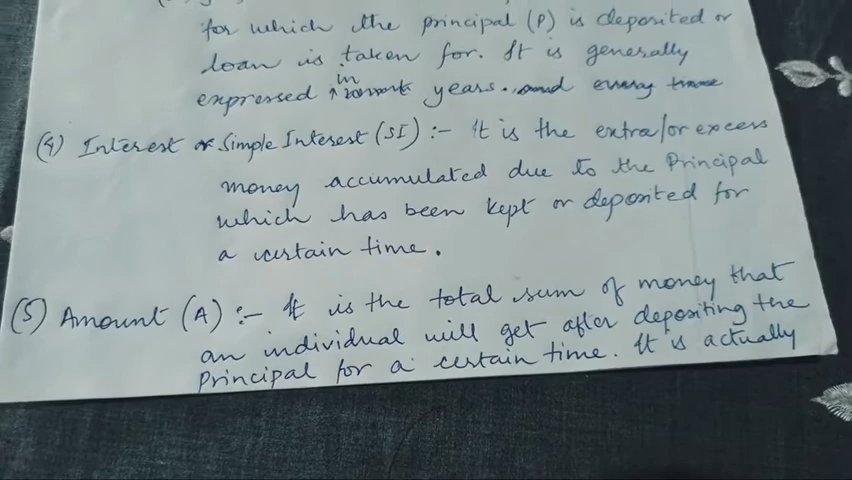 for which the principal (P) is deposited or
loan is taken for. It is generally
expressed in years. and every
(4) Interest or Simple Interest (SI) :- It is the extra/or excess
money accumulated due to the Principal
which has been kept or deposited for
a certain time.
(5) Amount (A) :- It is the total sum of money that
an individual will get after depositing the
Principal for a certain time. It is actually